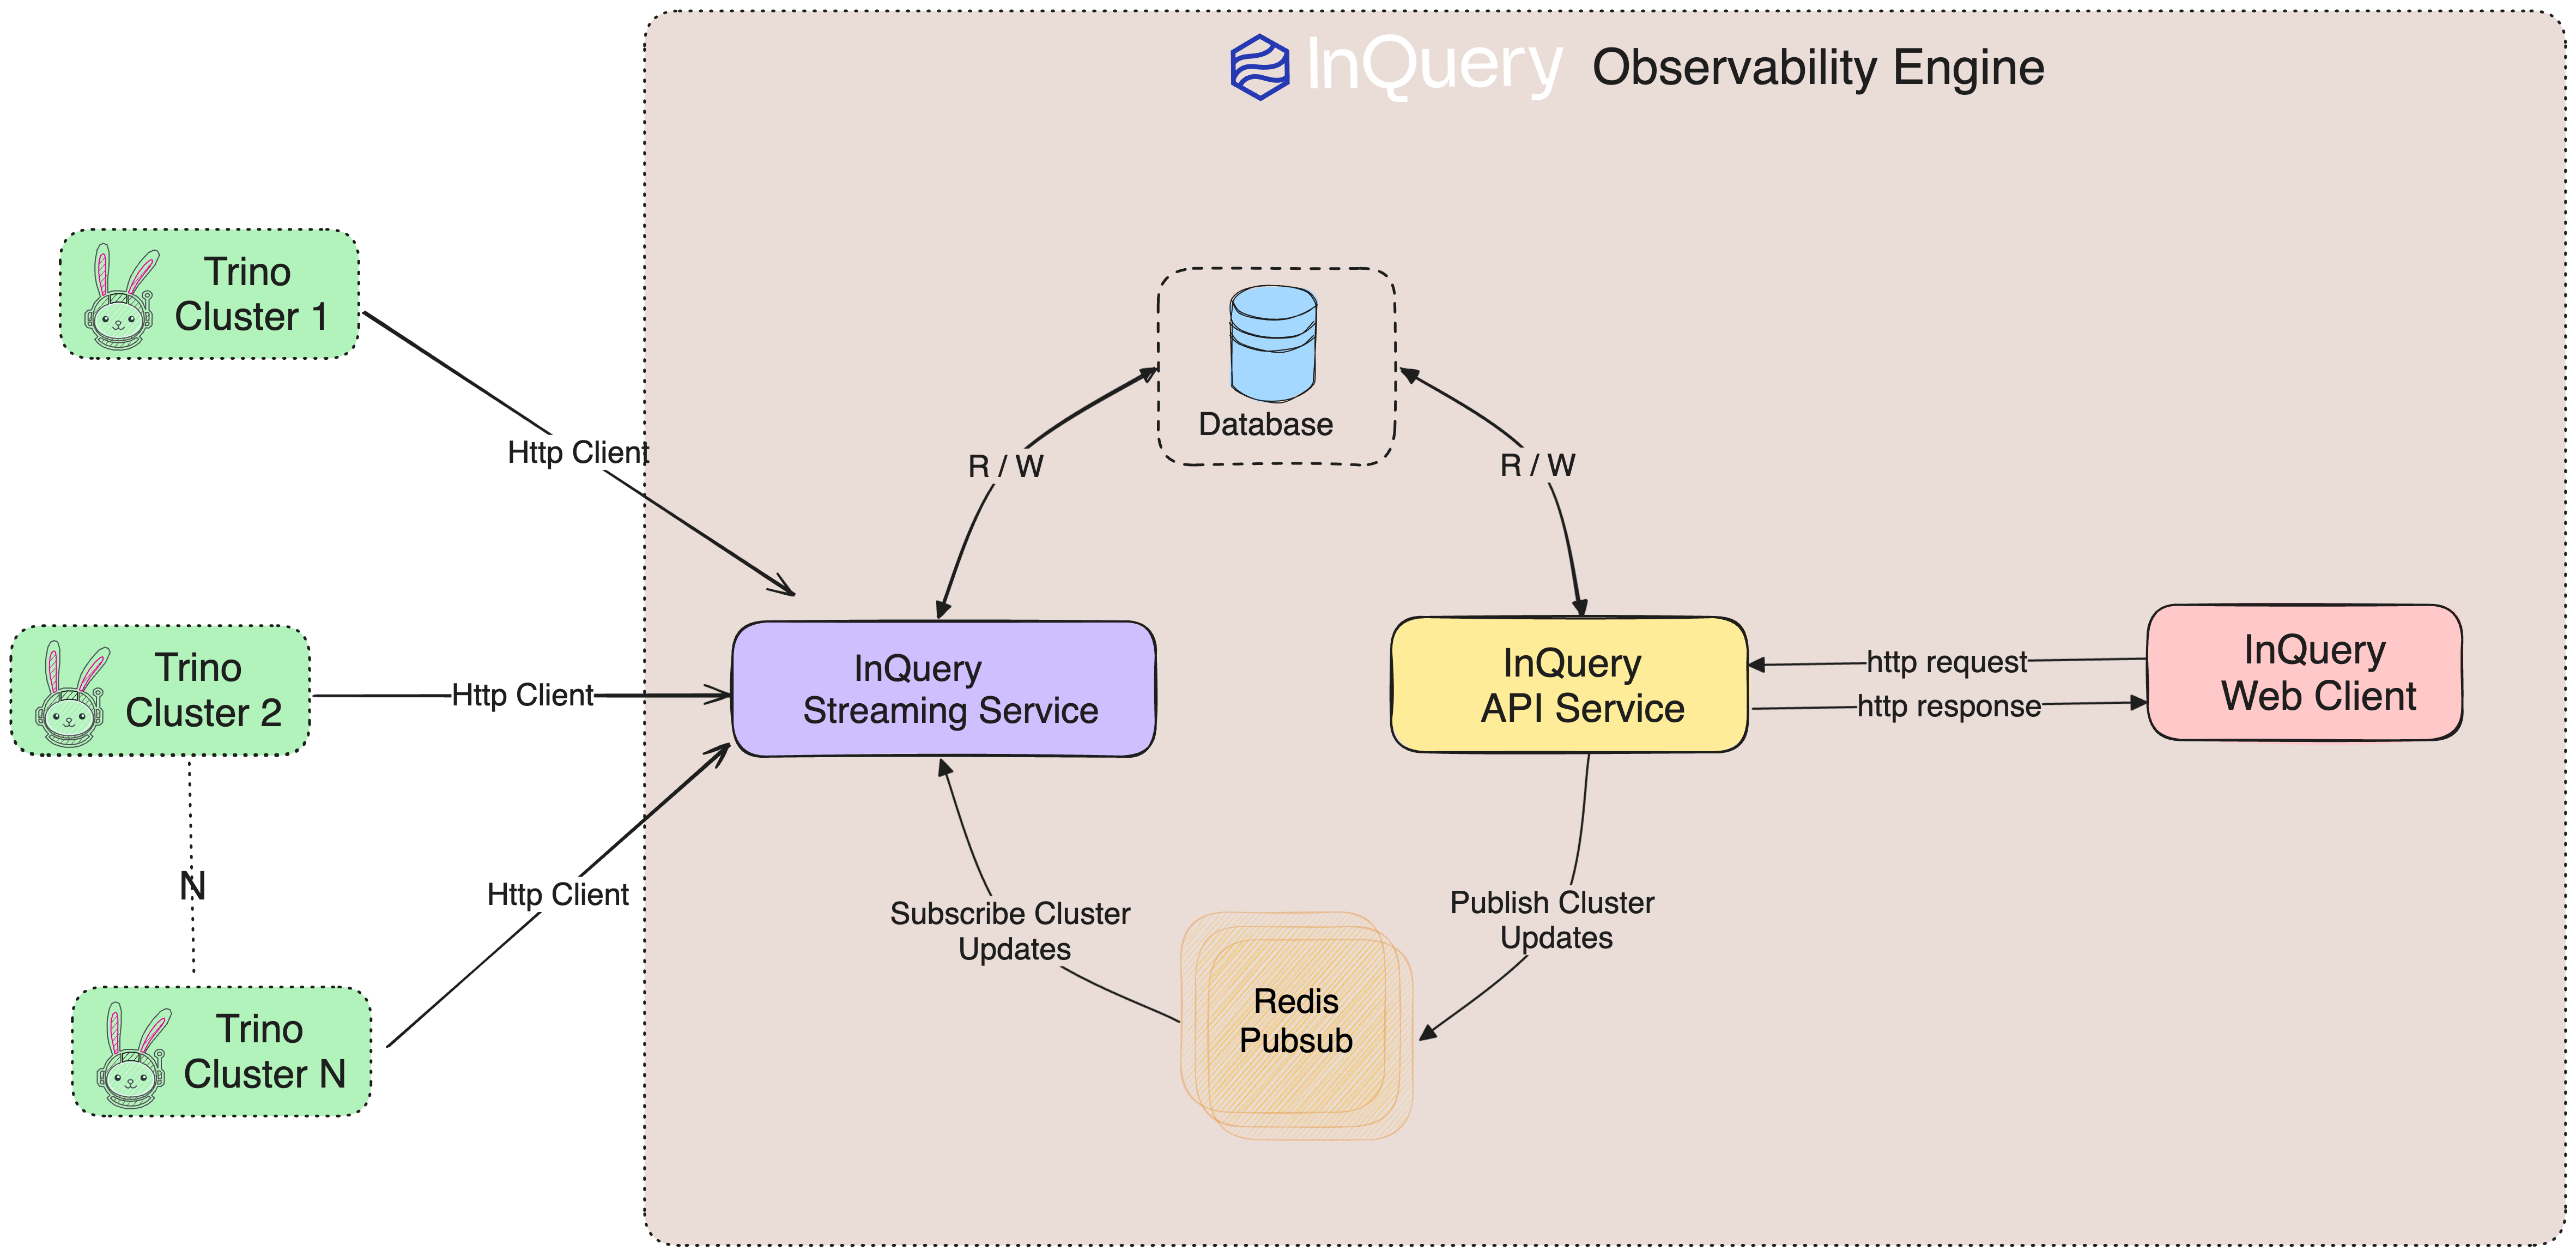 InQuery Observability Engine
Trino
Cluster 1
Http Client
Database
R / W
R / W
Trino
Cluster 2
Http Client
InQuery
Streaming Service
InQuery
API Service
http request
http response
InQuery
Web Client
N
Http Client
Subscribe Cluster
Updates
Publish Cluster
Updates
Redis
Pubsub
Trino
Cluster N